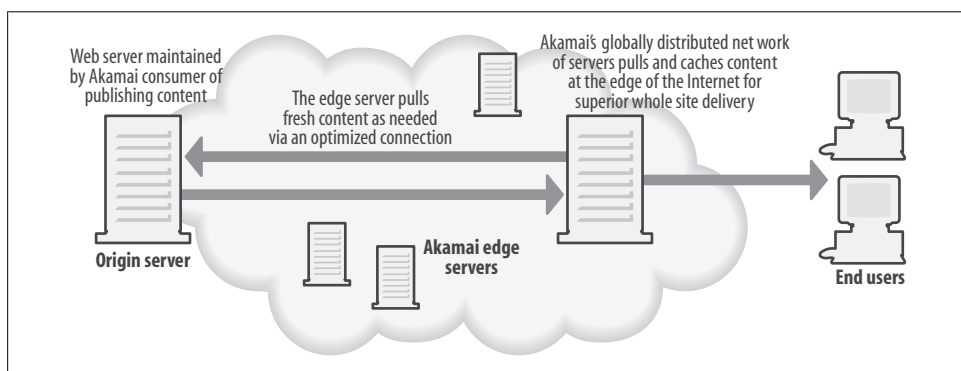 Web server maintained
by Akamai consumer of
publishing content
The edge server pulls
fresh content as needed
via an optimized connection
Akamai's globally distributed net work
of servers pulls and caches content
at the edge of the Internet for
superior whole site delivery
Origin server
Akamai edge
servers
End users